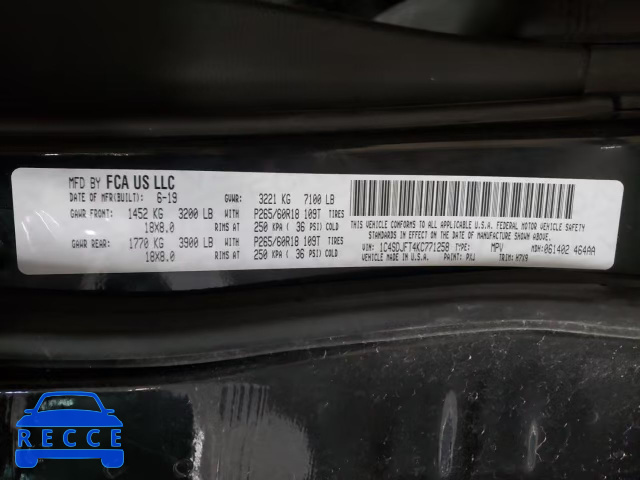 MFD BY FCA US LLC
DATE OF MFR(BUILT): 6-19 GVWR: 3221 KG 7100 LB
GAWR FRONT: 1452 KG 3200 LB WITH P265/60R18 109T TIRES
18X8.0 RIMS AT 250 KPA ( 36 PSI) COLD
GAWR REAR: 1770 KG 3900 LB WITH P265/60R18 109T TIRES
18X8.0 RIMS AT 250 KPA ( 36 PSI) COLD
THIS VEHICLE CONFORMS TO ALL APPLICABLE U.S.A. FEDERAL MOTOR VEHICLE SAFETY
STANDARDS IN EFFECT ON THE DATE OF MANUFACTURE SHOWN ABOVE.
VIN: 1C4SDJFT4KC771258 TYPE: MPV MDH: 061402 464AA
VEHICLE MADE IN U.S.A. PAINT: PXJ TRIM: H7X9
RECCE